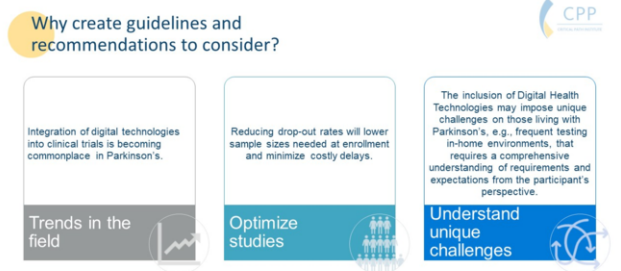 Why create guidelines and
recommendations to consider?
CPP
Integration of digital technologies
into clinical trials is becoming
commonplace in Parkinson's.
Trends in the
field
Reducing drop-out rates will lower
sample sizes needed at enrollment
and minimize costly delays.
Optimize
studies
The inclusion of Digital Health
Technologies may impose unique
challenges on those living with
Parkinson's, e.g., frequent testing
in-home environments, that
requires a comprehensive
understanding of requirements and
expectations from the participant's
perspective.
Understand
unique
challenges